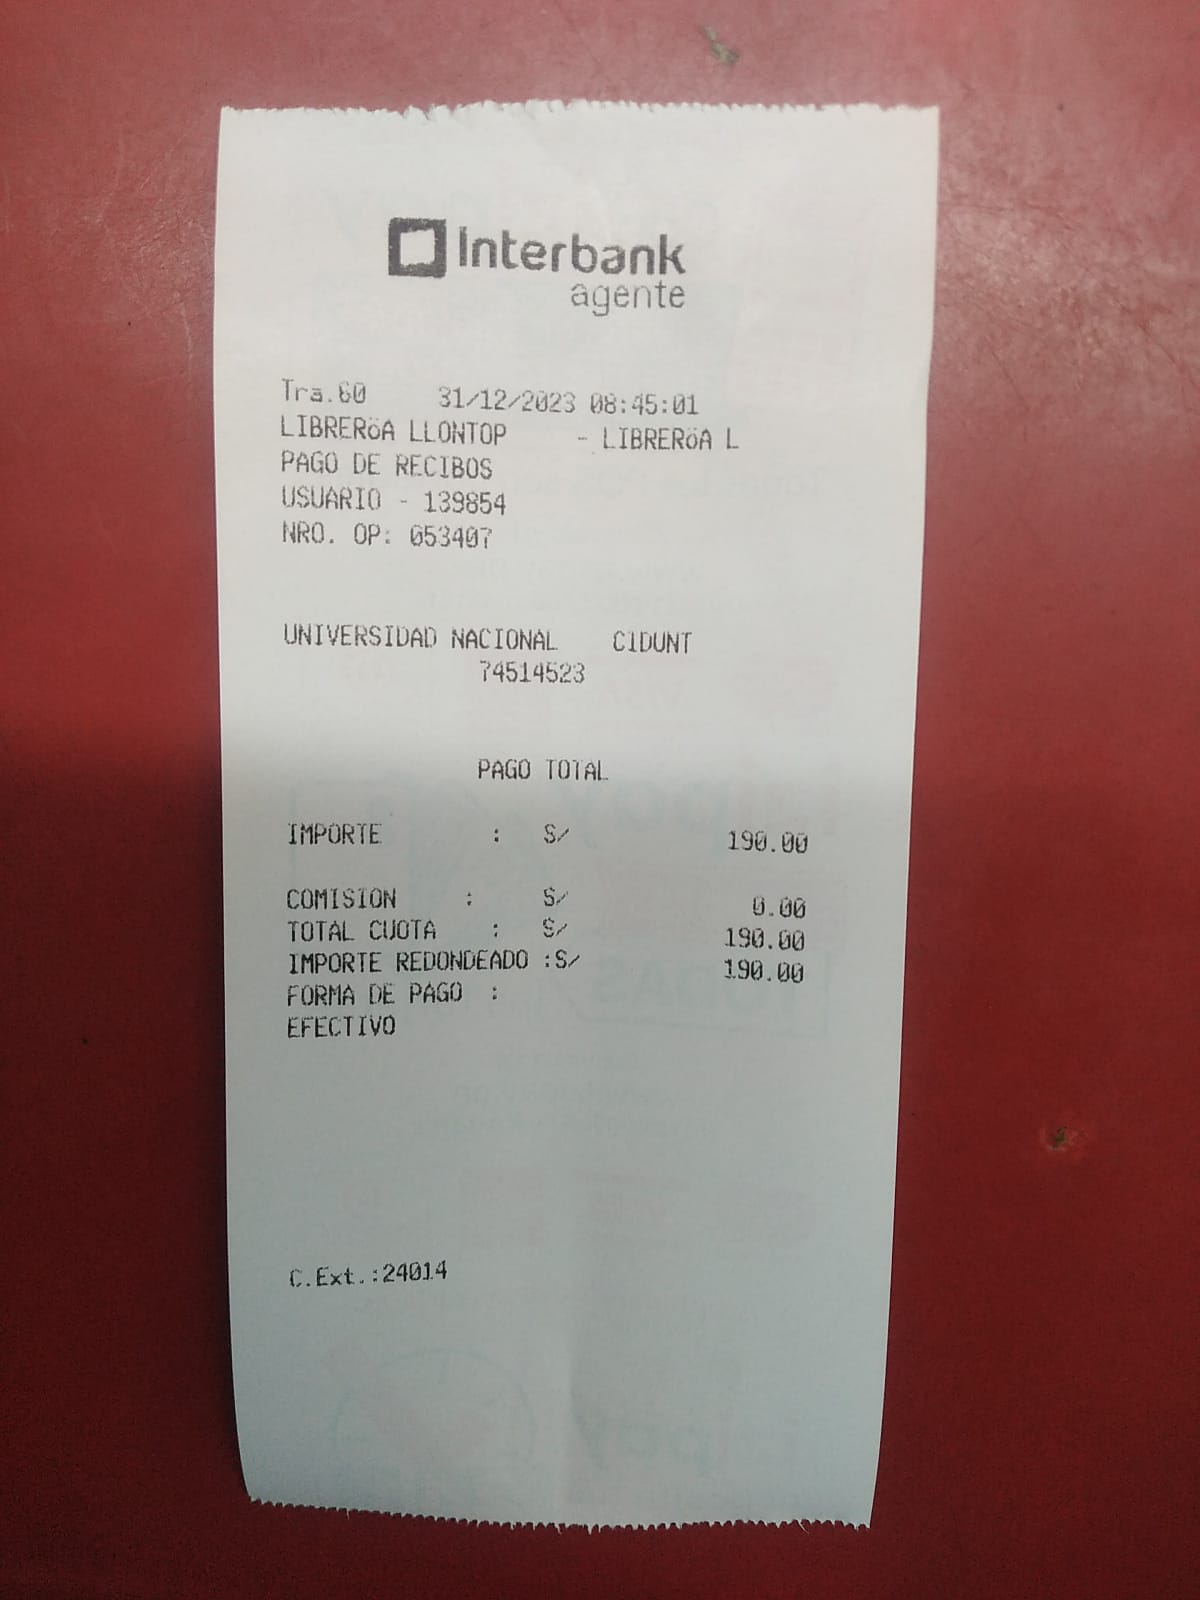 Interbank
agente
Tra.60 31/12/2023 08:45:01
LIBRERöA LLONTOP - LIBRERöA L
PAGO DE RECIBOS
USUARIO - 139854
NRO. OP: 053407
UNIVERSIDAD NACIONAL CIDUNT
74514523
PAGO TOTAL
IMPORTE : S/ 190.00
COMISION : S/ 0.00
TOTAL CUOTA : S/ 190.00
IMPORTE REDONDEADO :S/ 190.00
FORMA DE PAGO :
EFECTIVO
C.Ext.:24014